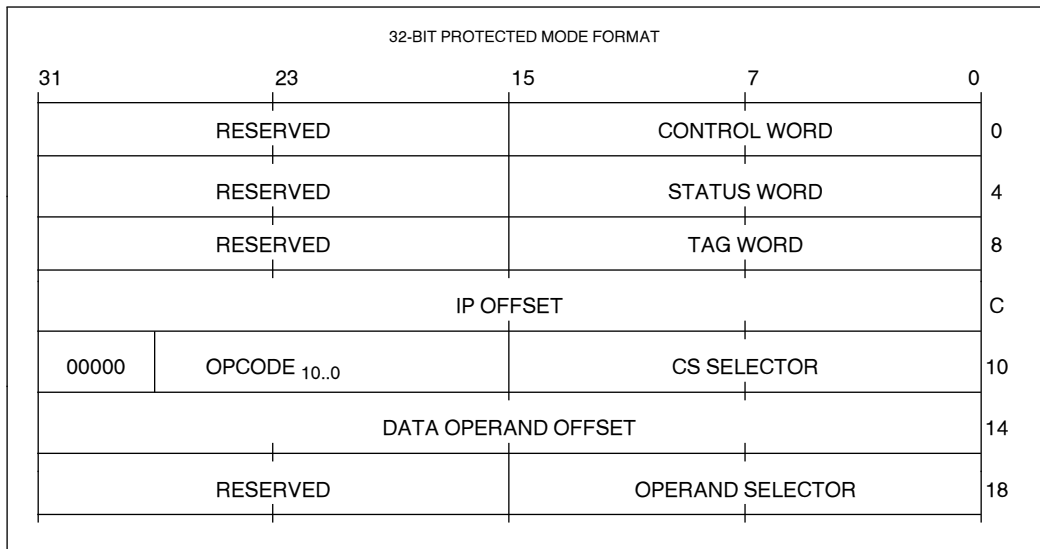 32-BIT PROTECTED MODE FORMAT
31 23 15 7 0
RESERVED CONTROL WORD 0
RESERVED STATUS WORD 4
RESERVED TAG WORD 8
IP OFFSET C
00000 OPCODE 10..0 CS SELECTOR 10
DATA OPERAND OFFSET 14
RESERVED OPERAND SELECTOR 18